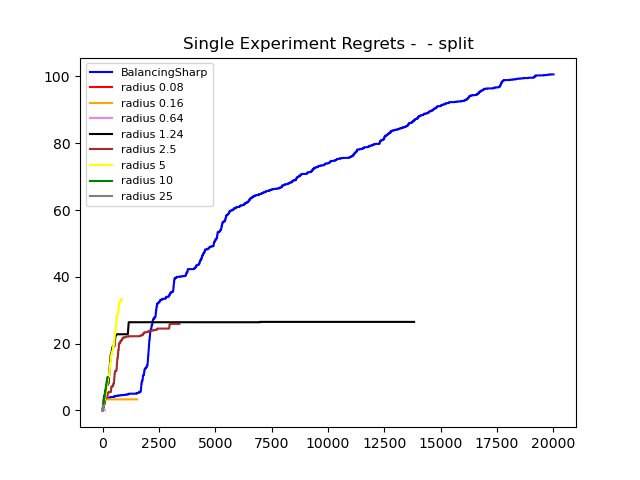 Single Experiment Regrets -  - split
BalancingSharp
radius 0.08
radius 0.16
radius 0.64
radius 1.24
radius 2.5
radius 5
radius 10
radius 25
100
80
60
40
20
0
0 2500 5000 7500 10000 12500 15000 17500 20000